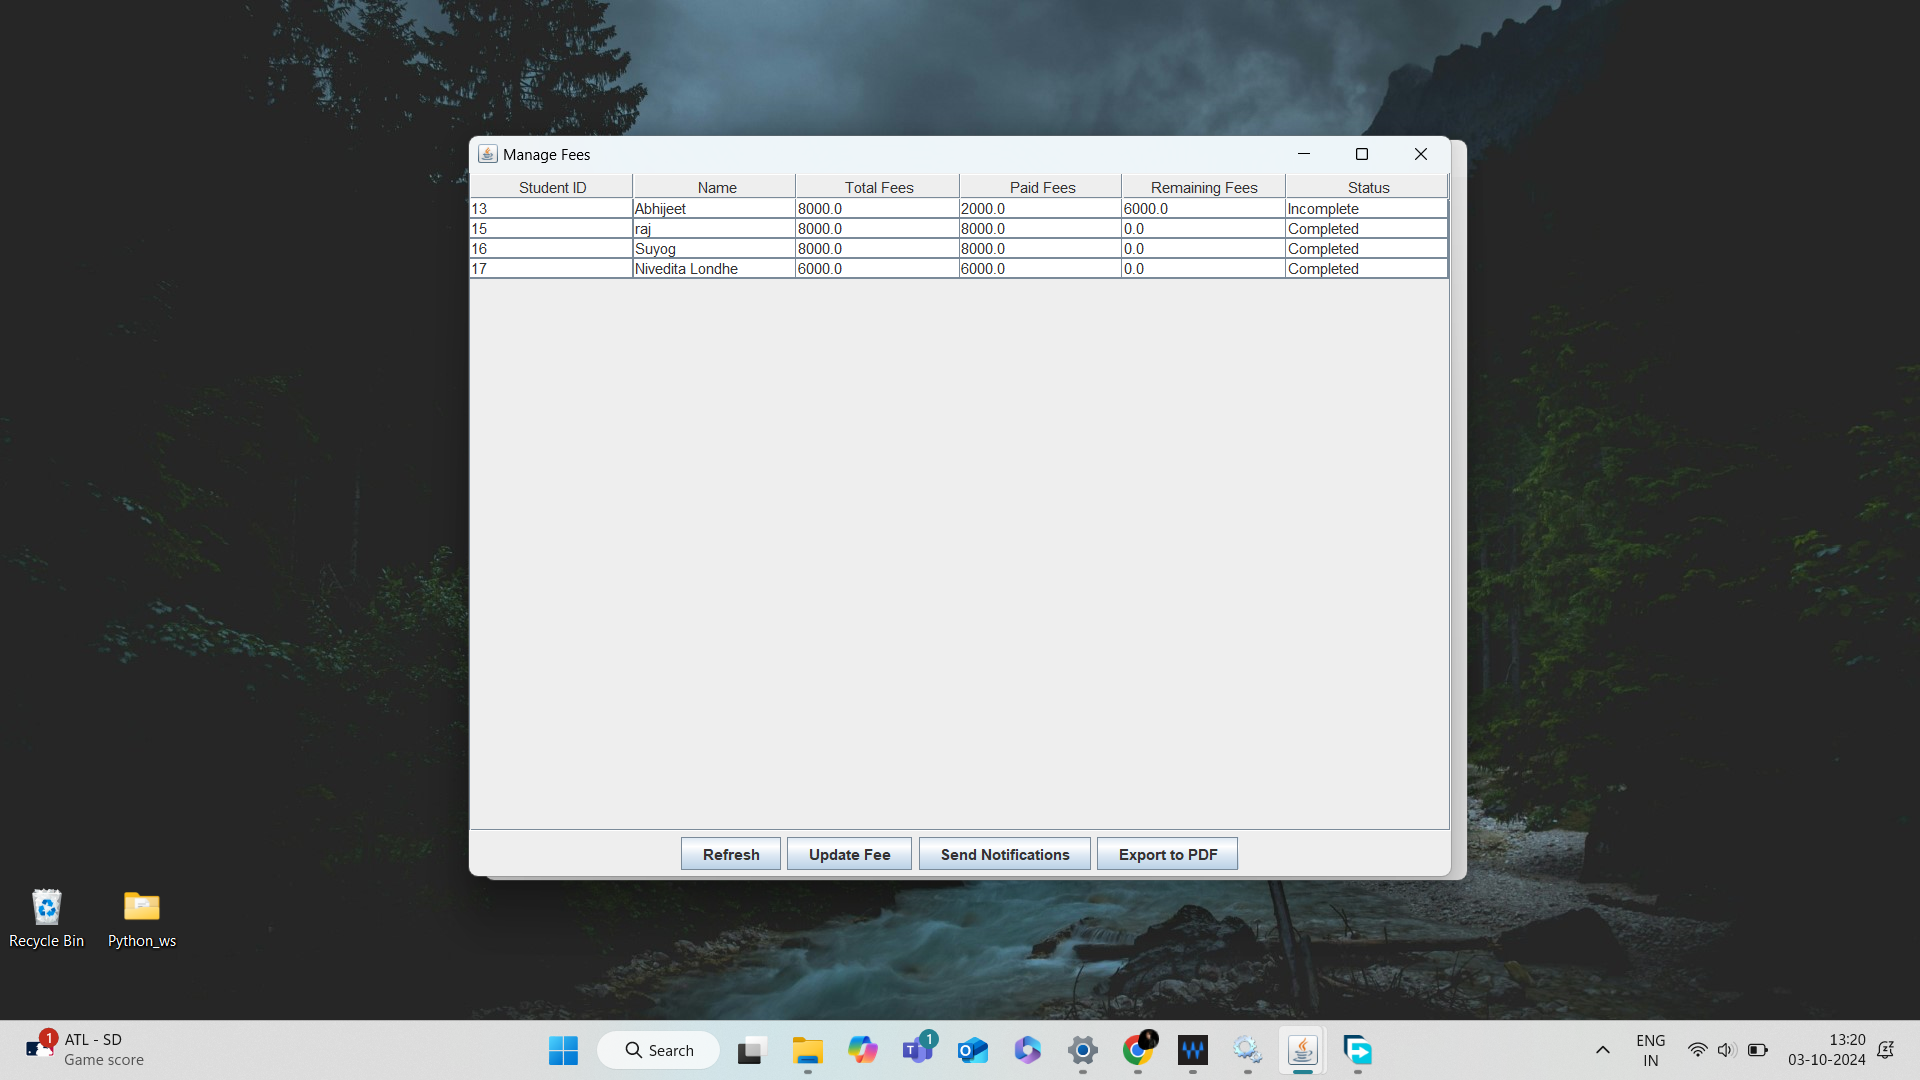 Manage Fees
Student ID Name Total Fees Paid Fees Remaining Fees Status
13 Abhijeet 8000.0 2000.0 6000.0 Incomplete
15 raj 8000.0 8000.0 0.0 Completed
16 Suyog 8000.0 8000.0 0.0 Completed
17 Nivedita Londhe 6000.0 6000.0 0.0 Completed
Refresh Update Fee Send Notifications Export to PDF
Recycle Bin Python_ws
1
ATL - SD
Game score
Search
1
ENG
IN
13:20
03-10-2024